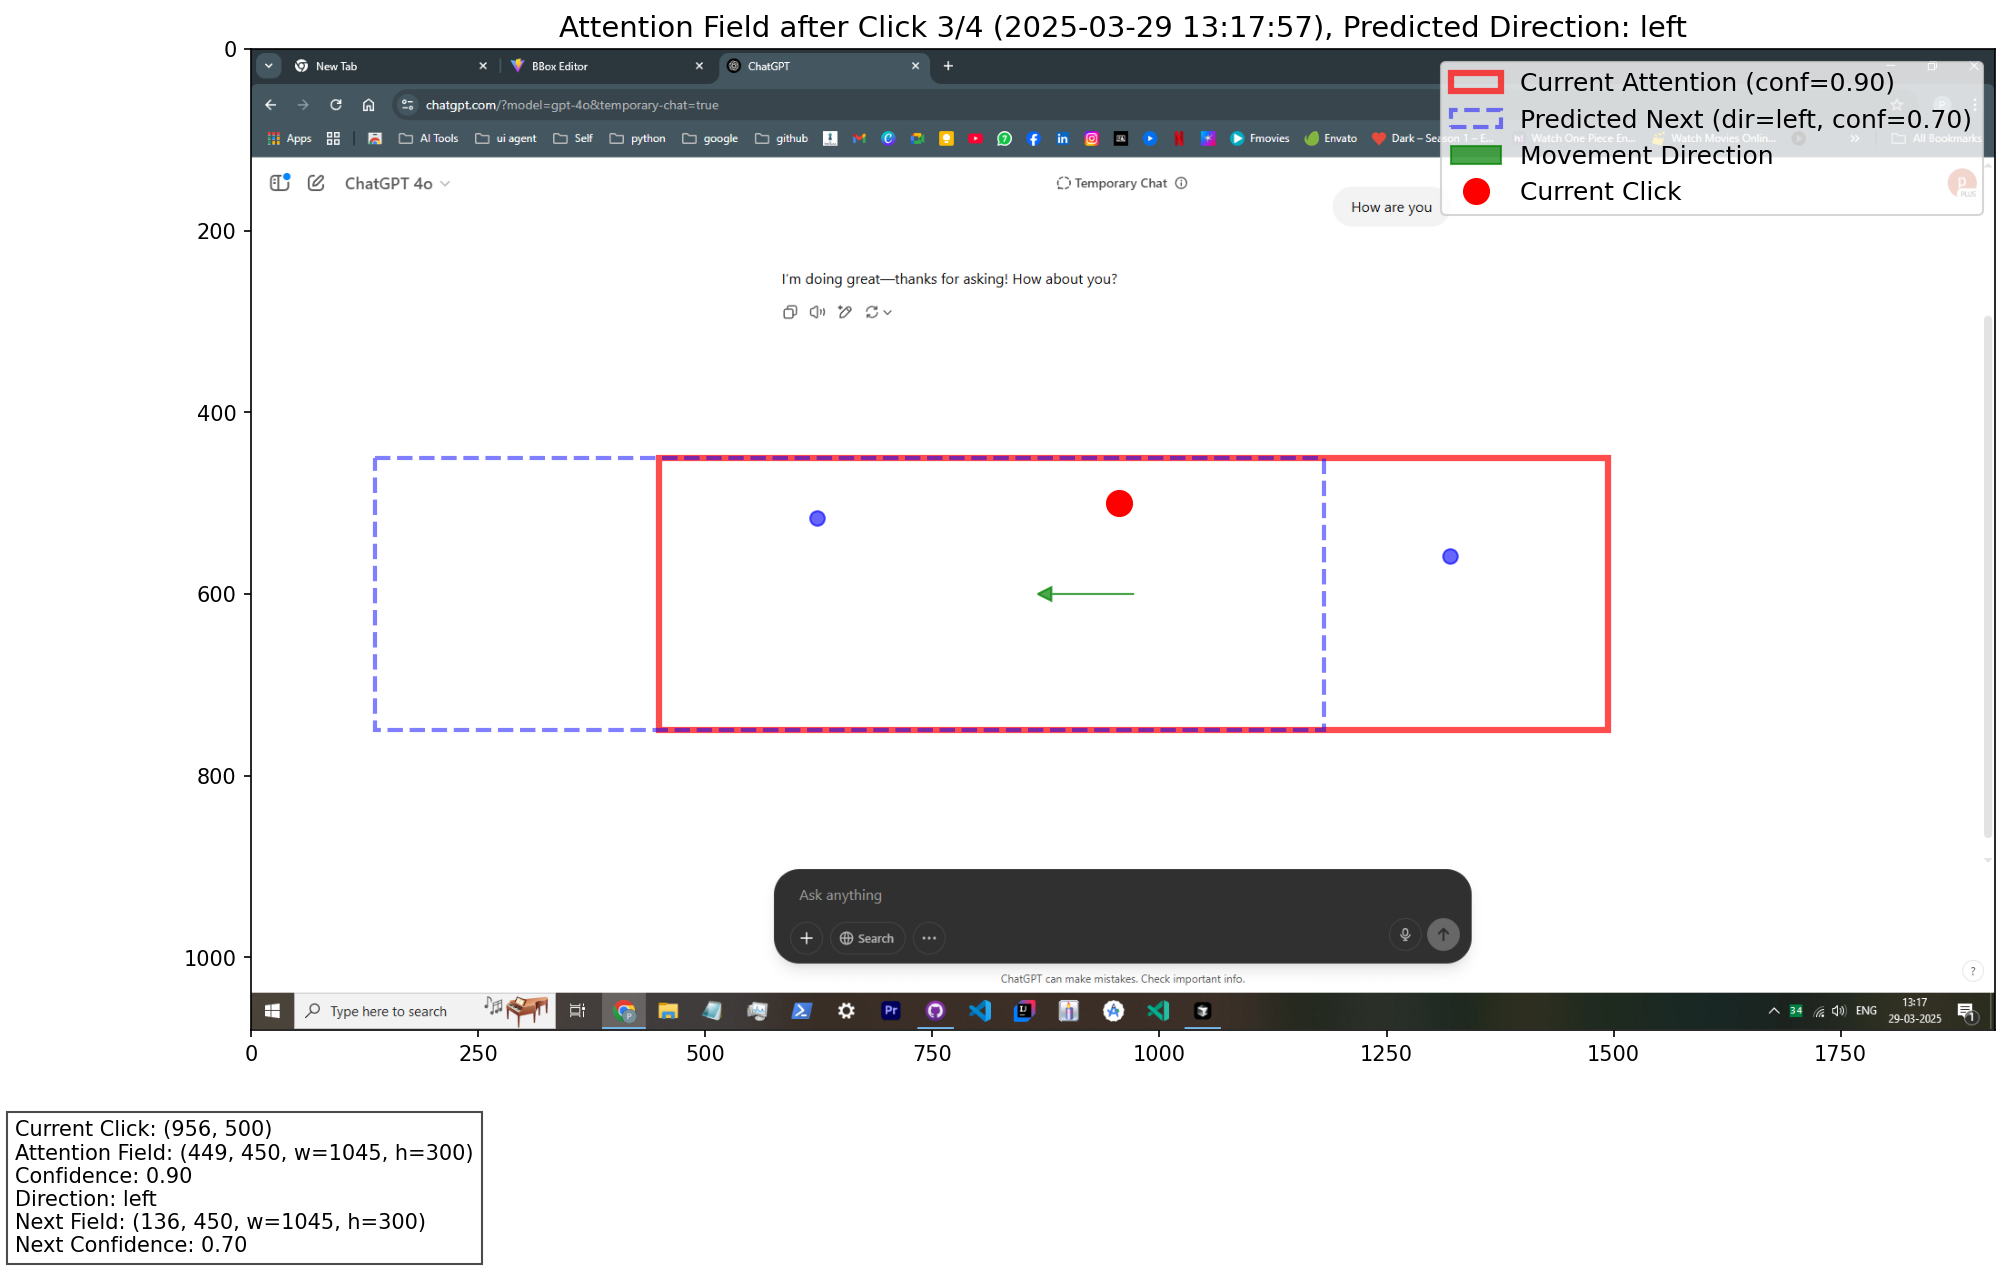 Attention Field after Click 3/4 (2025-03-29 13:17:57), Predicted Direction: left
New Tab
BBox Editor
ChatGPT
chatgpt.com/?model=gpt-4o&temporary-chat=true
Apps
AI Tools
ui agent
Self
python
google
github
Fmovies
Envato
Dark – Season 1 – E...
Watch One Piece En...
Watch Movies Onlin...
All Bookmarks
Current Attention (conf=0.90)
Predicted Next (dir=left, conf=0.70)
Movement Direction
Current Click
ChatGPT 4o
Temporary Chat
PLUS
How are you
I'm doing great—thanks for asking! How about you?
Ask anything
Search
ChatGPT can make mistakes. Check important info.
?
Type here to search
Pr
34
ENG
13:17
29-03-2025
1
0
200
400
600
800
1000
0
250
500
750
1000
1250
1500
1750
Current Click: (956, 500)
Attention Field: (449, 450, w=1045, h=300)
Confidence: 0.90
Direction: left
Next Field: (136, 450, w=1045, h=300)
Next Confidence: 0.70